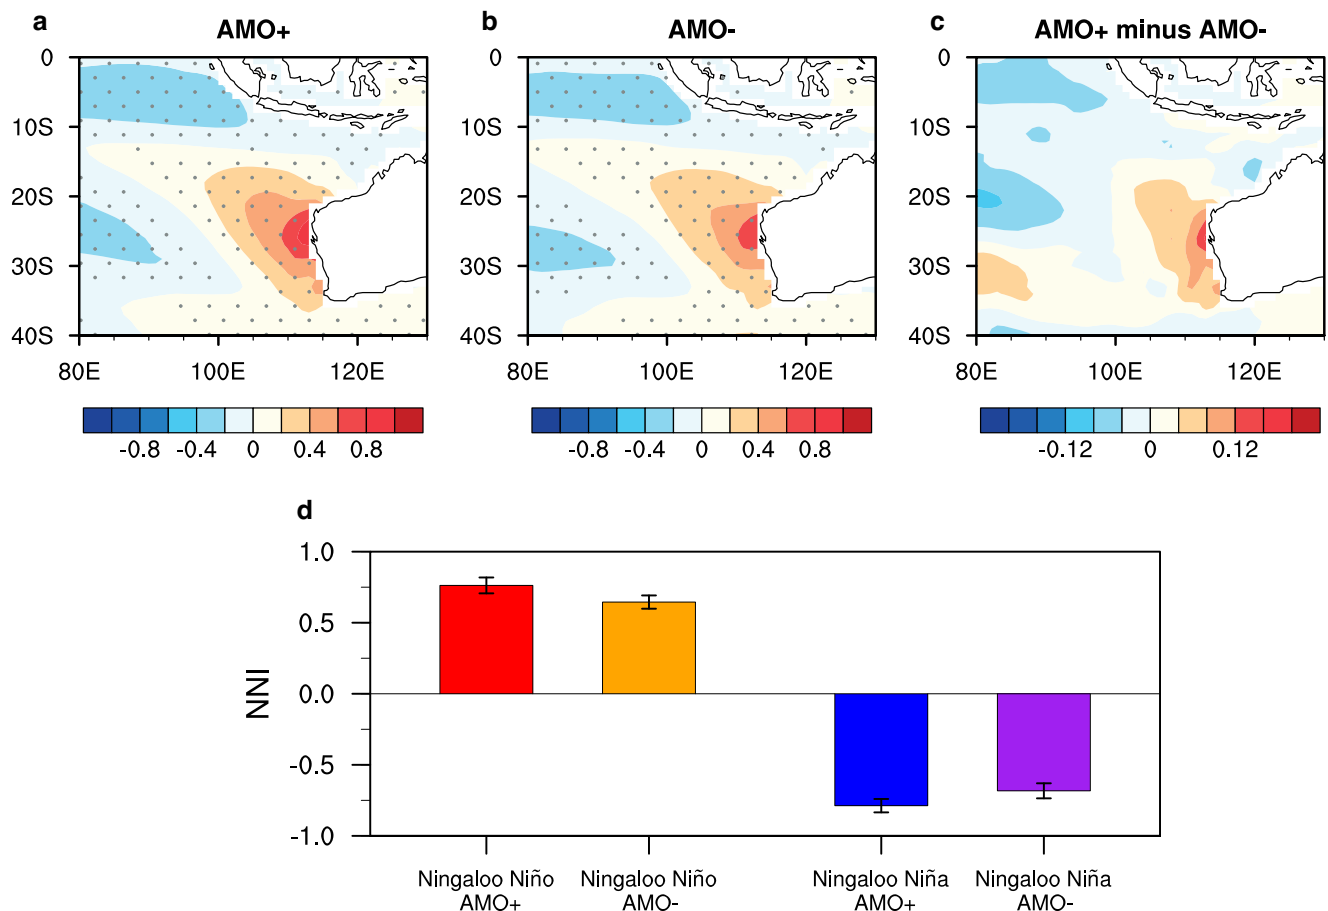 a
AMO+
b
AMO-
c
AMO+ minus AMO-
0
10S
20S
30S
40S
80E 100E 120E
0
10S
20S
30S
40S
80E 100E 120E
0
10S
20S
30S
40S
80E 100E 120E
-0.8 -0.4 0 0.4 0.8
-0.8 -0.4 0 0.4 0.8
-0.12 0 0.12
d
NNI
1.0
0.5
0.0
-0.5
-1.0
Ningaloo Niño
AMO+
Ningaloo Niño
AMO-
Ningaloo Niña
AMO+
Ningaloo Niña
AMO-